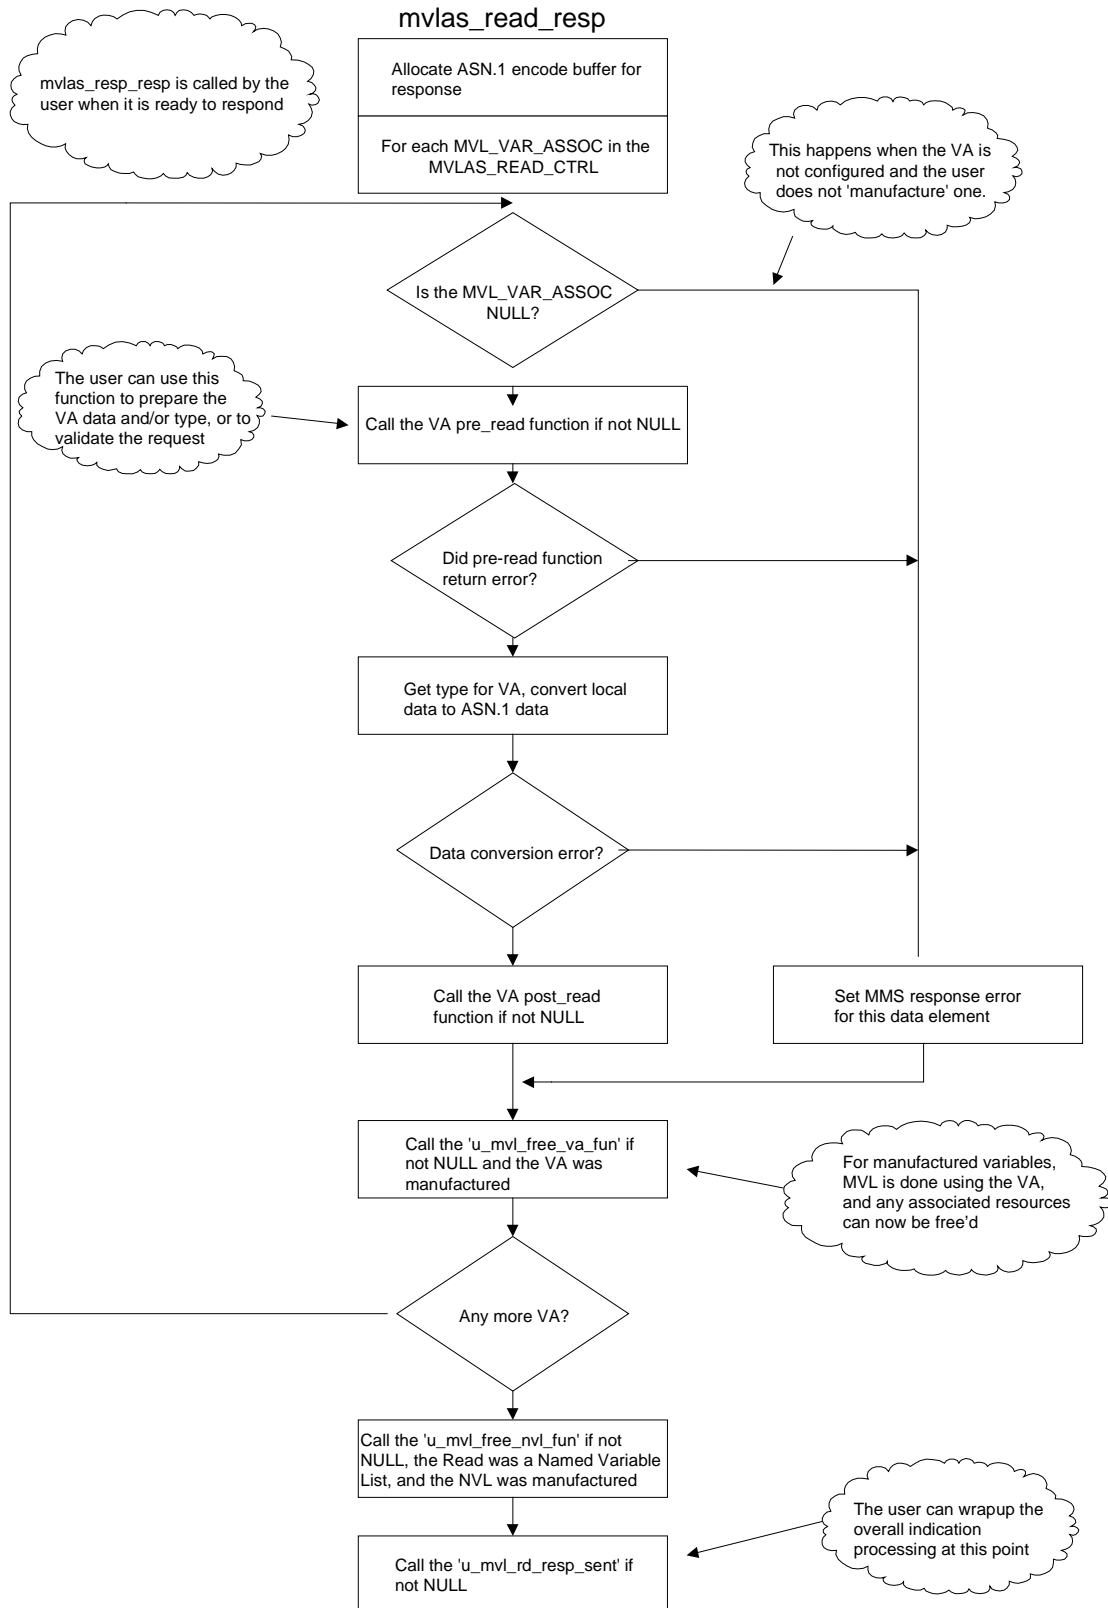 mvlas_read_resp
mvlas_resp_resp is called by the
user when it is ready to respond
Allocate ASN.1 encode buffer for
response
For each MVL_VAR_ASSOC in the
MVLAS_READ_CTRL
This happens when the VA is
not configured and the user
does not 'manufacture' one.
Is the MVL_VAR_ASSOC
NULL?
The user can use this
function to prepare the
VA data and/or type, or to
validate the request
Call the VA pre_read function if not NULL
Did pre-read function
return error?
Get type for VA, convert local
data to ASN.1 data
Data conversion error?
Call the VA post_read
function if not NULL
Set MMS response error
for this data element
Call the 'u_mvl_free_va_fun' if
not NULL and the VA was
manufactured
For manufactured variables,
MVL is done using the VA,
and any associated resources
can now be free’d
Any more VA?
Call the 'u_mvl_free_nvl_fun' if not
NULL, the Read was a Named Variable
List, and the NVL was manufactured
The user can wrapup the
overall indication
processing at this point
Call the 'u_mvl_rd_resp_sent' if
not NULL